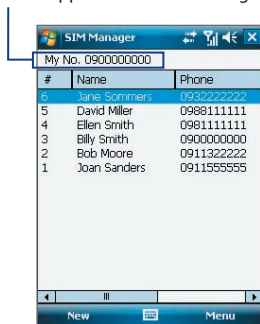 SIM Manager
My No. 0900000000
# Name Phone
6 Jane Sommers 0932222222
5 David Miller 0988111111
4 Ellen Smith 0981111111
3 Billy Smith 0900000000
2 Bob Moore 0911322222
1 Joan Sanders 0911555555
New Menu